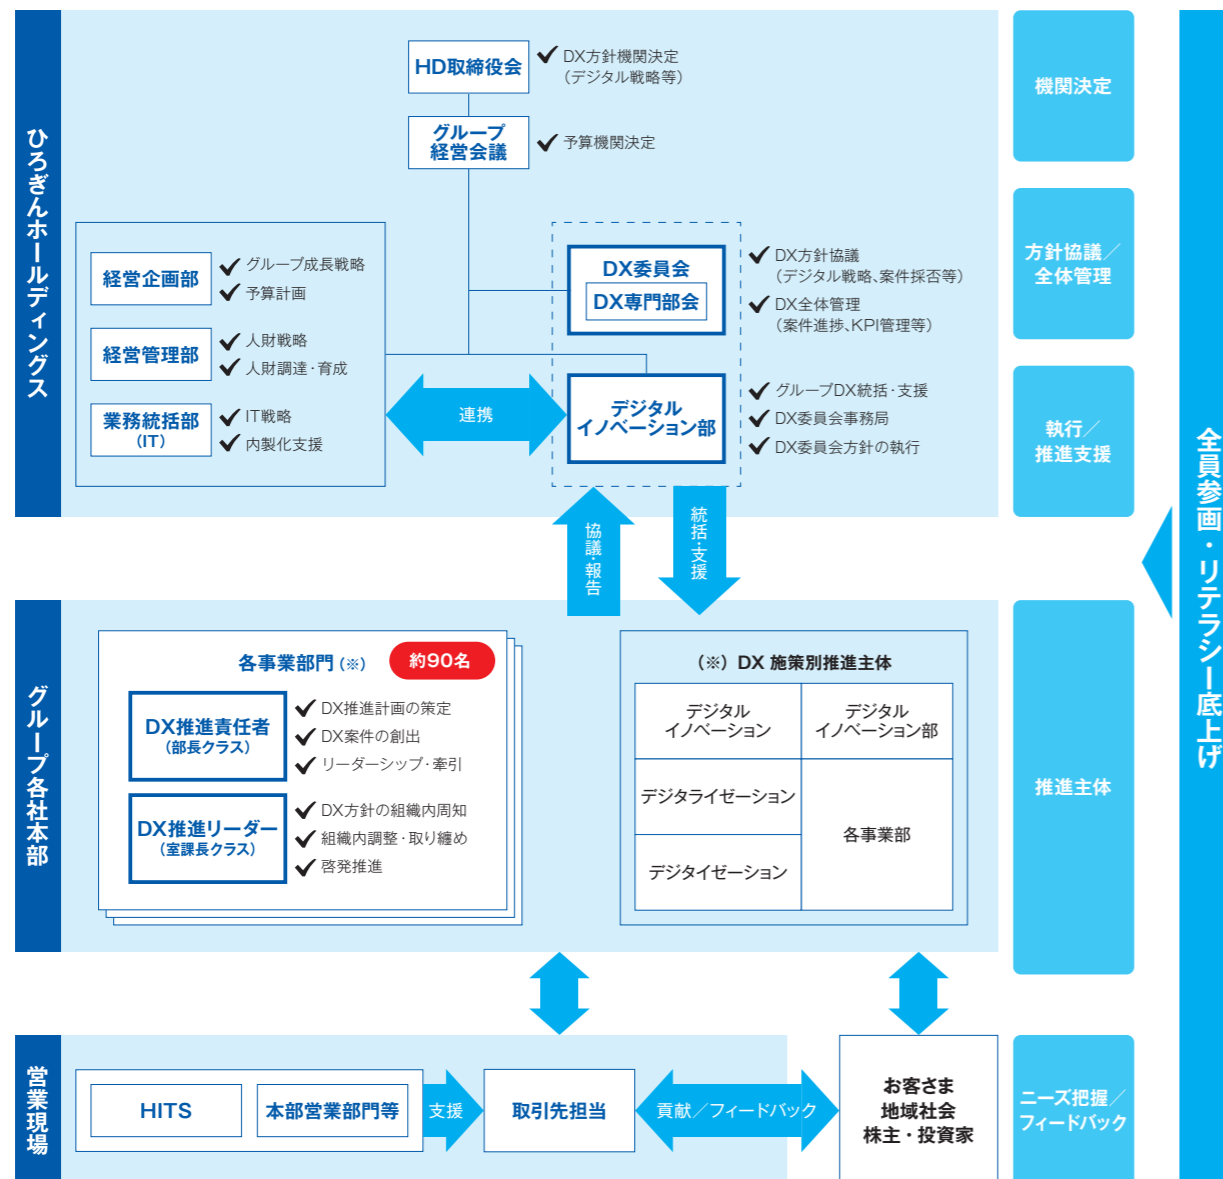 ひろぎんホールディングス
HD取締役会
DX方針機関決定
（デジタル戦略等）
グループ
経営会議
予算機関決定
機関決定
経営企画部
グループ成長戦略
予算計画
経営管理部
人財戦略
人財調達・育成
業務統括部
（IT）
IT戦略
内製化支援
連携
DX委員会
DX専門部会
DX方針協議
（デジタル戦略、案件採否等）
DX全体管理
（案件進捗、KPI管理等）
方針協議／
全体管理
デジタル
イノベーション部
グループDX統括・支援
DX委員会事務局
DX委員会方針の執行
執行／
推進支援
協議・報告
統括・支援
全員参画・リテラシー底上げ
グループ各社本部
各事業部門（※）
約90名
DX推進責任者
（部長クラス）
DX推進計画の策定
DX案件の創出
リーダーシップ・牽引
DX推進リーダー
（室課長クラス）
DX方針の組織内周知
組織内調整・取り纏め
啓発推進
（※）DX 施策別推進主体
デジタル
イノベーション
デジタル
イノベーション部
デジタライゼーション
デジタイゼーション
各事業部
推進主体
営業現場
HITS
本部営業部門等
支援
取引先担当
貢献／フィードバック
お客さま
地域社会
株主・投資家
ニーズ把握／
フィードバック